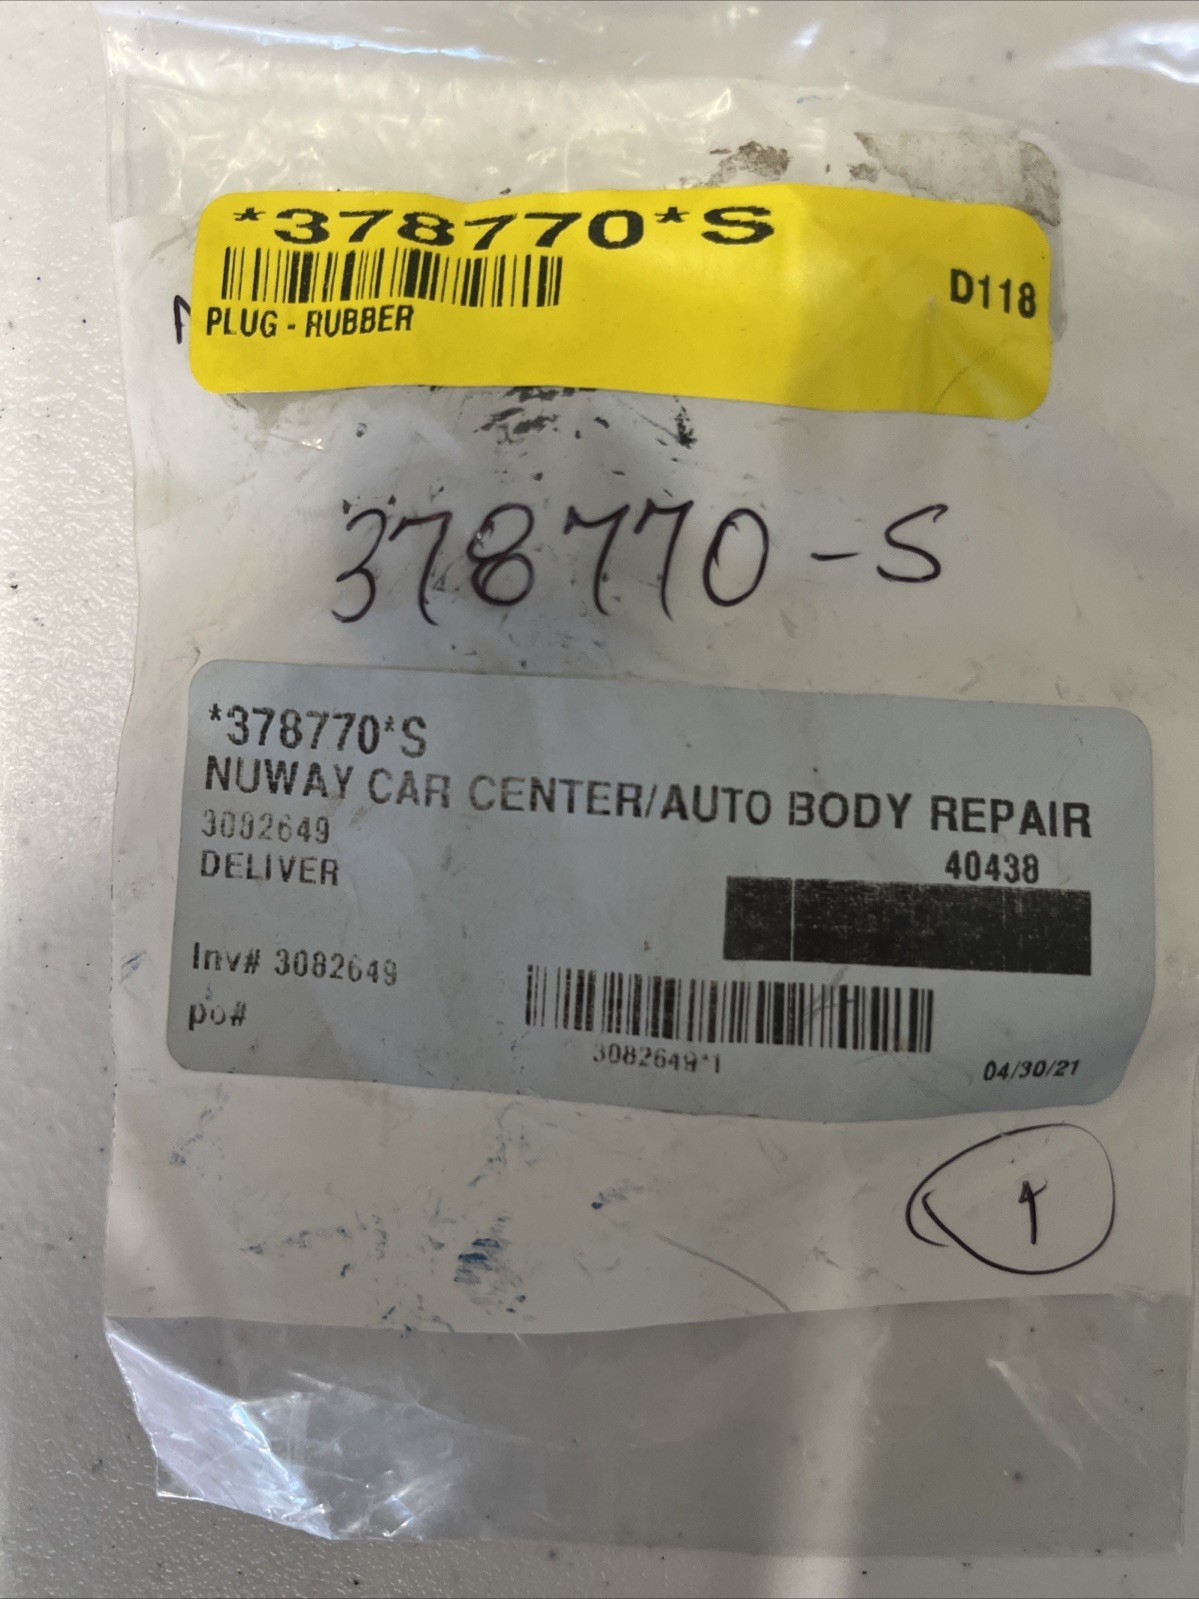 *378770*S
D118
PLUG - RUBBER
378770-S
*378770*S
NUWAY CAR CENTER/AUTO BODY REPAIR
3082649
40438
DELIVER
Inv# 3082649
po#
3082649*1
04/30/21
1